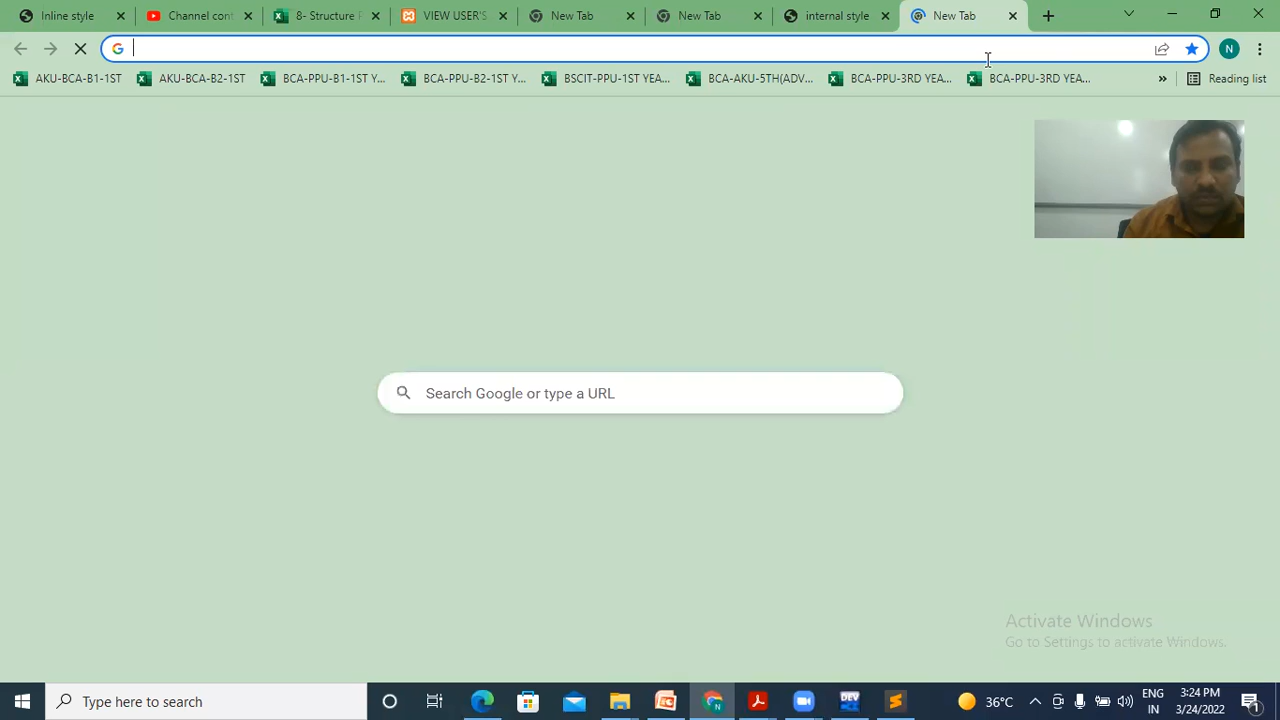 Inline style
Channel cont
8- Structure P
VIEW USER'S
New Tab
New Tab
internal style
New Tab
N
AKU-BCA-B1-1ST
AKU-BCA-B2-1ST
BCA-PPU-B1-1ST Y...
BCA-PPU-B2-1ST Y...
BSCIT-PPU-1ST YEA...
BCA-AKU-5TH(ADV...
BCA-PPU-3RD YEA...
BCA-PPU-3RD YEA...
»
Reading list
Search Google or type a URL
Activate Windows
Go to Settings to activate Windows.
Type here to search
36°C
ENG
IN
3:24 PM
3/24/2022